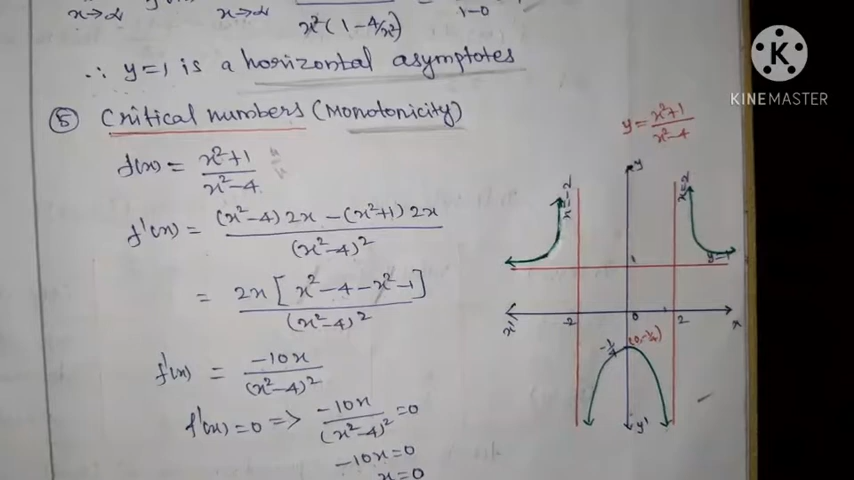 x→∞ x→∞ x²(1-4/x²) 1-0
∴ y=1 is a horizontal asymptotes
⑤ Critical numbers (Monotonicity)
f(x) = x²+1 / x²-4
f'(x) = (x²-4)2x - (x²+1)2x / (x²-4)²
= 2x[x²-4-x²-1] / (x²-4)²
f'(x) = -10x / (x²-4)²
f'(x)=0 => -10x / (x²-4)² =0
-10x=0
x=0
K
KINEMASTER
y= x²+1 / x²-4
y
x=-2
x=2
y=1
1
x'
-2
0
2
x
-1/4
(0,-1/4)
y'